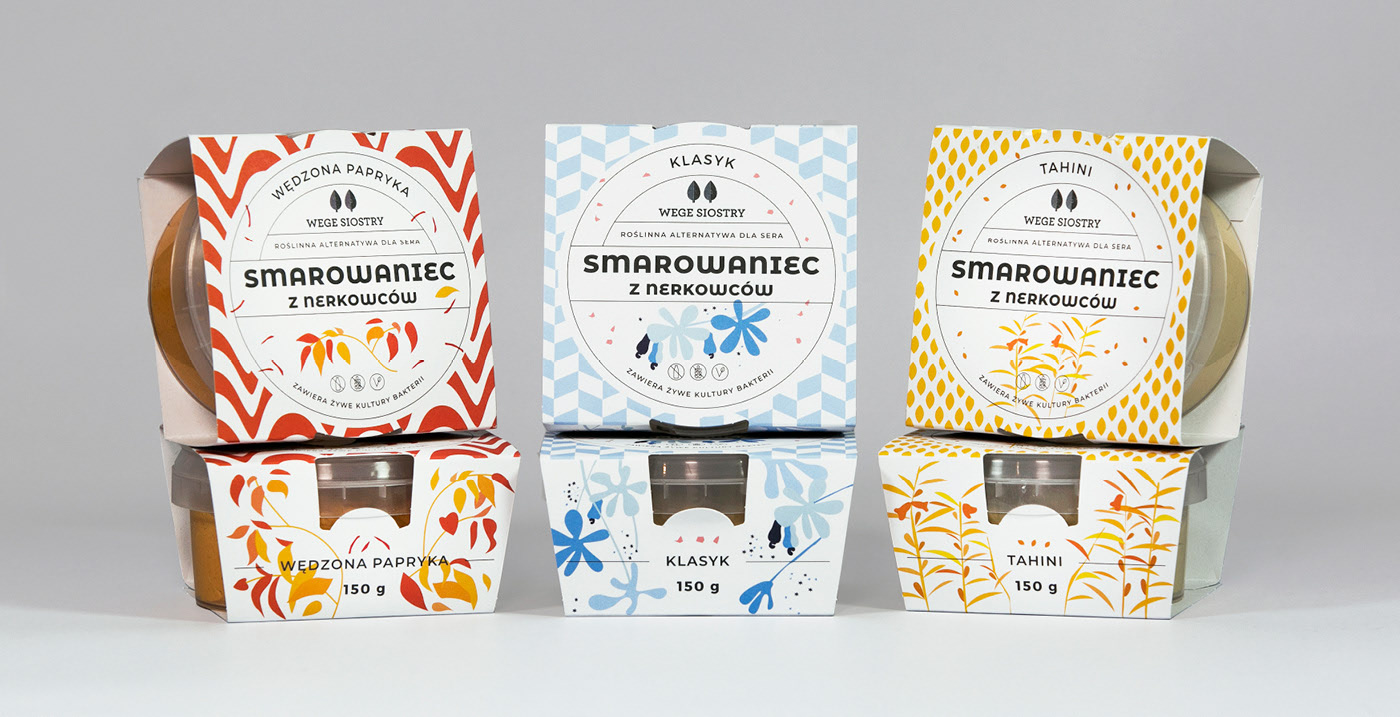 WĘDZONA PAPRYKA
WEGE SIOSTRY
ROŚLINNA ALTERNATYWA DLA SERA
SMAROWANIEC
Z NERKOWCÓW
ZAWIERA ŻYWE KULTURY BAKTERII
WĘDZONA PAPRYKA
150 g
KLASYK
WEGE SIOSTRY
ROŚLINNA ALTERNATYWA DLA SERA
SMAROWANIEC
Z NERKOWCÓW
ZAWIERA ŻYWE KULTURY BAKTERII
KLASYK
150 g
TAHINI
WEGE SIOSTRY
ROŚLINNA ALTERNATYWA DLA SERA
SMAROWANIEC
Z NERKOWCÓW
ZAWIERA ŻYWE KULTURY BAKTERII
TAHINI
150 g